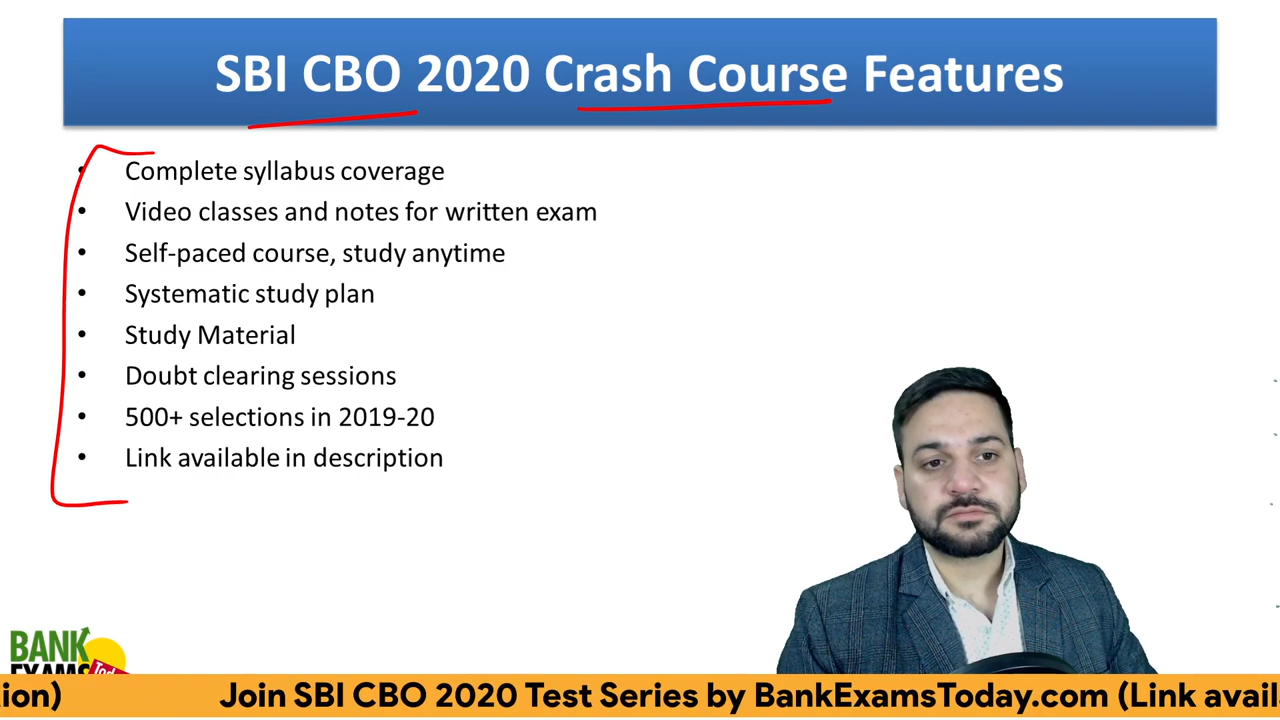 SBI CBO 2020 Crash Course Features
• Complete syllabus coverage
• Video classes and notes for written exam
• Self-paced course, study anytime
• Systematic study plan
• Study Material
• Doubt clearing sessions
• 500+ selections in 2019-20
• Link available in description
BANK
EXAMS Today
ion) Join SBI CBO 2020 Test Series by BankExamsToday.com (Link avail